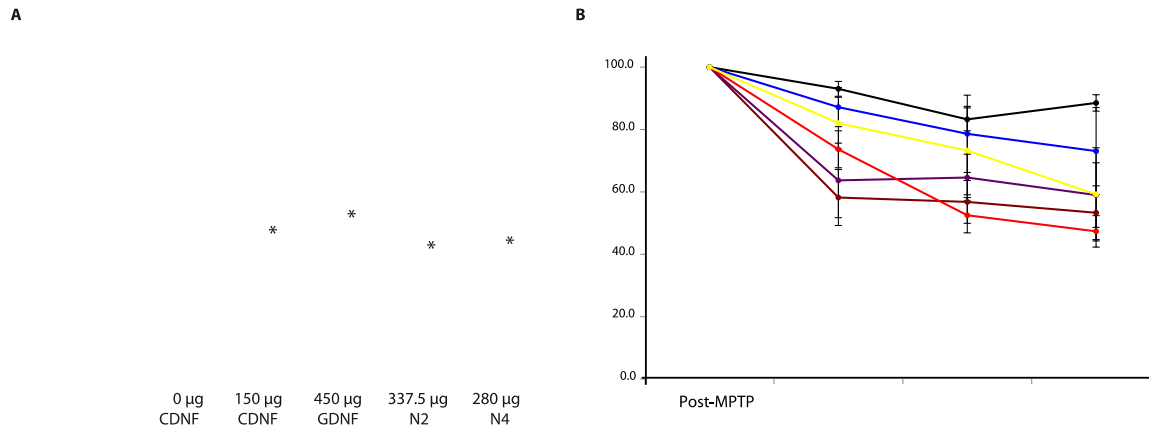 A
B
100.0
80.0
60.0
40.0
20.0
0.0
*
*
*
*
0 µg 150 µg 450 µg 337.5 µg 280 µg
CDNF CDNF GDNF N2 N4
Post-MPTP